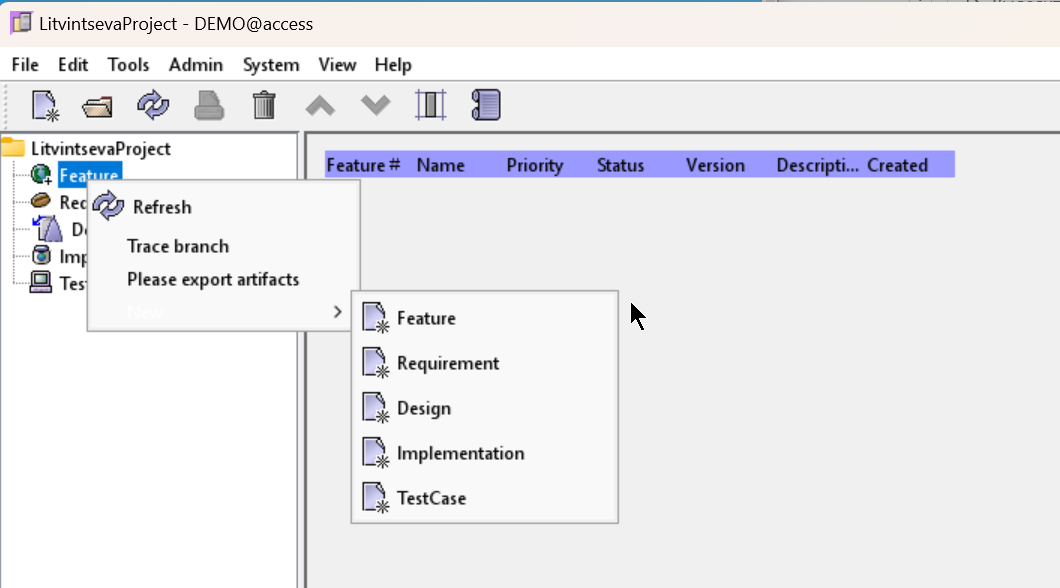 LitvintsevaProject - DEMO@access
File Edit Tools Admin System View Help
LitvintsevaProject
Feature
Feature # Name Priority Status Version Descripti... Created
Refresh
Trace branch
Please export artifacts
New
Feature
Requirement
Design
Implementation
TestCase